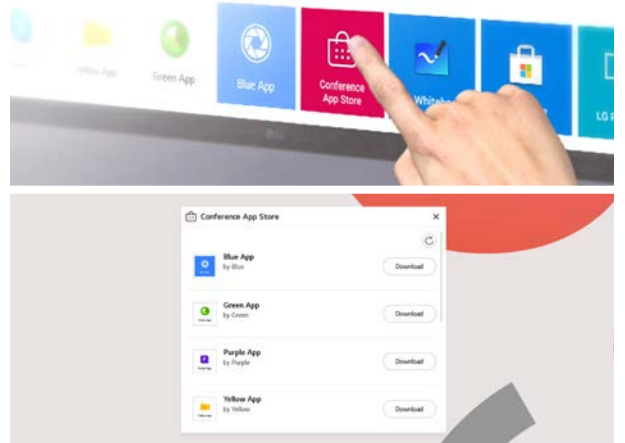 Yellow App
Green App
Blue App
Conference
App Store
LG
Conference App Store
Blue App
by Blue
Download
Green App
by Green
Download
Purple App
by Purple
Download
Yellow App
by Yellow
Download